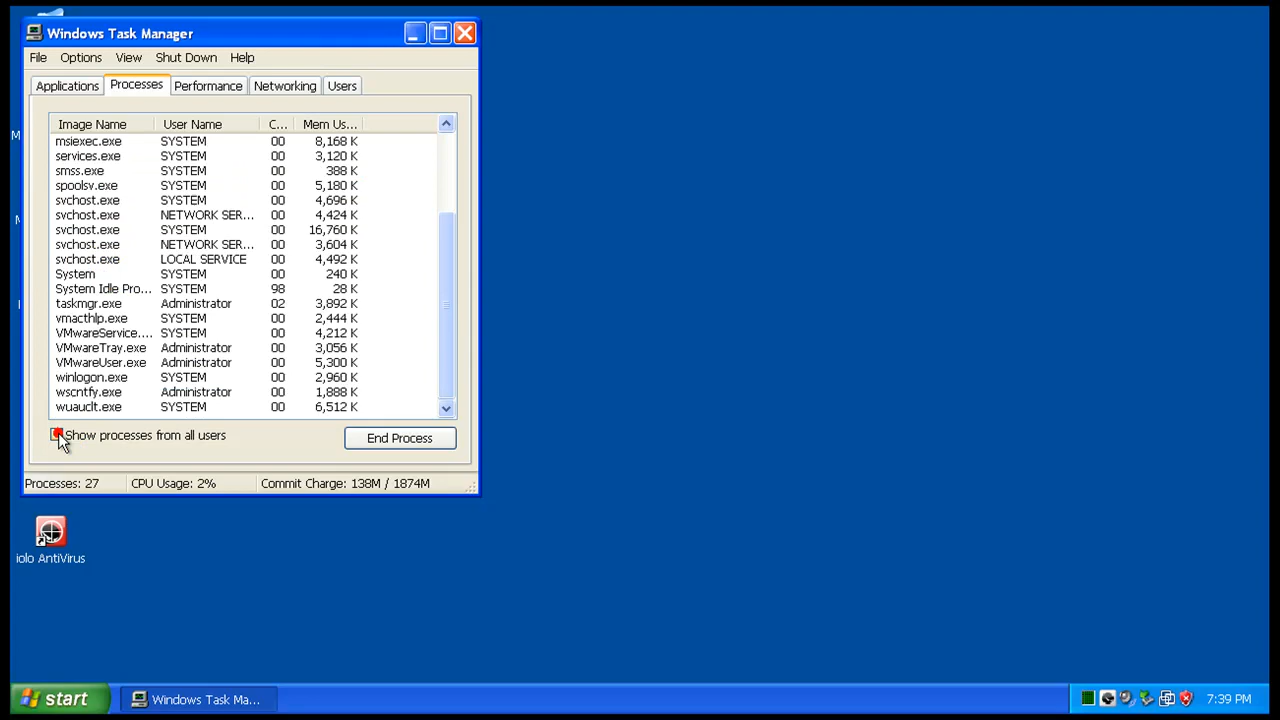 Windows Task Manager
File Options View Shut Down Help
Applications Processes Performance Networking Users
Image Name User Name C... Mem Us...
msiexec.exe SYSTEM 00 8,168 K
services.exe SYSTEM 00 3,120 K
smss.exe SYSTEM 00 388 K
spoolsv.exe SYSTEM 00 5,180 K
svchost.exe SYSTEM 00 4,696 K
svchost.exe NETWORK SER... 00 4,424 K
svchost.exe SYSTEM 00 16,760 K
svchost.exe NETWORK SER... 00 3,604 K
svchost.exe LOCAL SERVICE 00 4,492 K
System SYSTEM 00 240 K
System Idle Pro... SYSTEM 98 28 K
taskmgr.exe Administrator 02 3,892 K
vmacthlp.exe SYSTEM 00 2,444 K
VMwareService.... SYSTEM 00 4,212 K
VMwareTray.exe Administrator 00 3,056 K
VMwareUser.exe Administrator 00 5,300 K
winlogon.exe SYSTEM 00 2,960 K
wscntfy.exe Administrator 00 1,888 K
wuauclt.exe SYSTEM 00 6,512 K
Show processes from all users End Process
Processes: 27 CPU Usage: 2% Commit Charge: 138M / 1874M
iolo AntiVirus
start Windows Task Ma... 7:39 PM